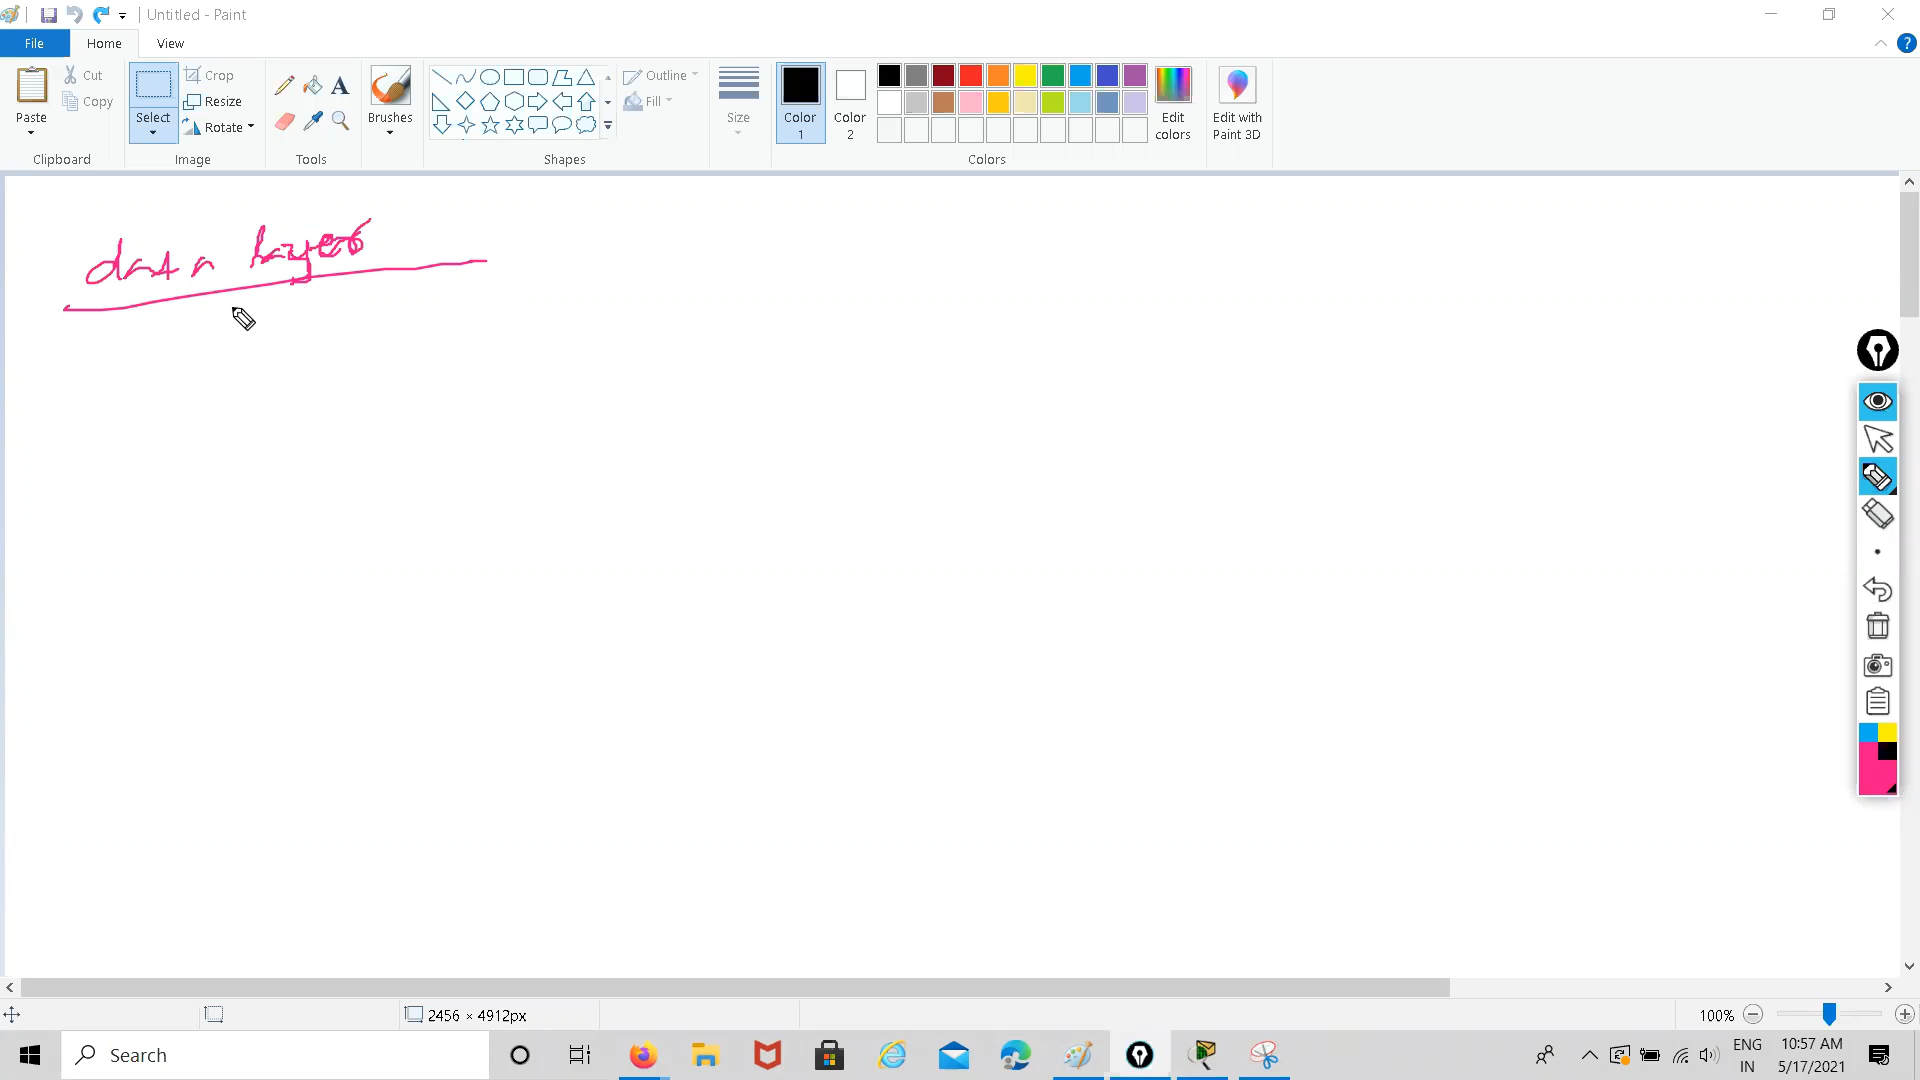 Untitled - Paint
File Home View ?
Paste Cut Copy Select Crop Resize Rotate A Brushes Outline Fill Size Color 1 Color 2 Edit colors Edit with Paint 3D
Clipboard Image Tools Shapes Colors
data layer
2456 × 4912px 100%
Search ENG IN 10:57 AM 5/17/2021